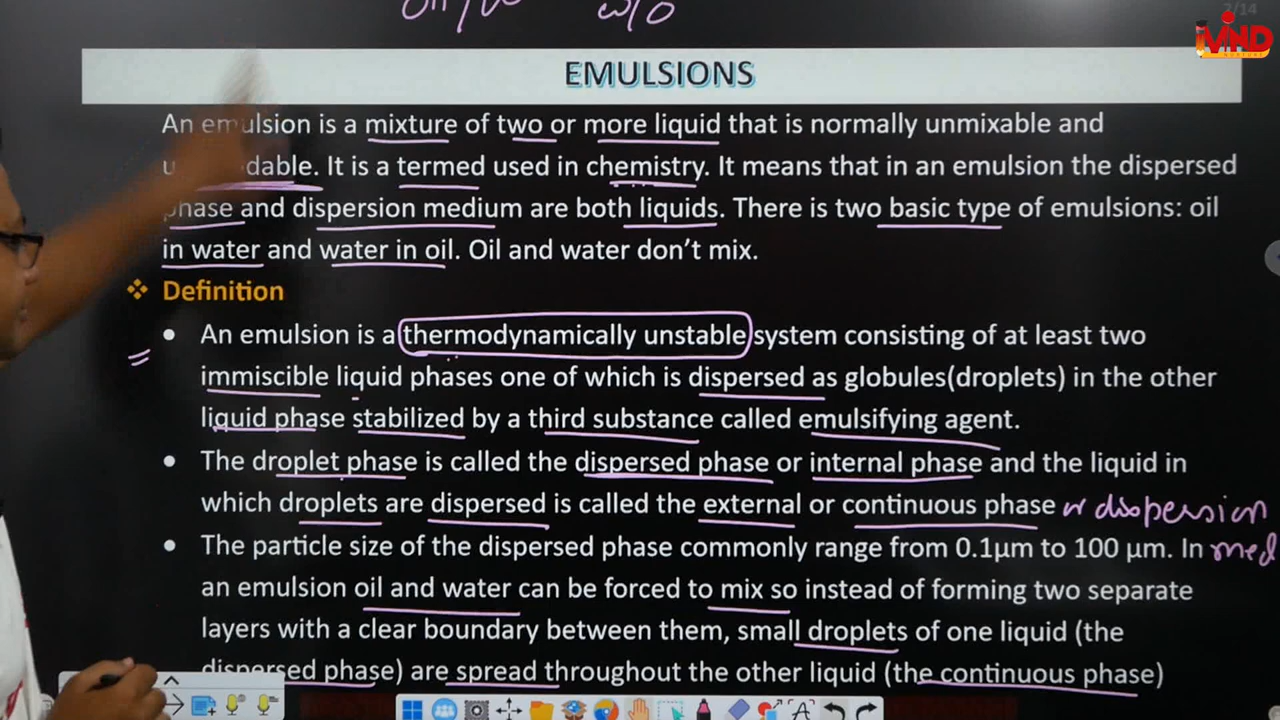 w/o
2/14
VND
EMULSIONS
An emulsion is a mixture of two or more liquid that is normally unmixable and
It is a termed used in chemistry. It means that in an emulsion the dispersed
phase and dispersion medium are both liquids. There is two basic type of emulsions: oil
in water and water in oil. Oil and water don't mix.
❖ Definition
• An emulsion is a thermodynamically unstable system consisting of at least two
immiscible liquid phases one of which is dispersed as globules(droplets) in the other
liquid phase stabilized by a third substance called emulsifying agent.
• The droplet phase is called the dispersed phase or internal phase and the liquid in
which droplets are dispersed is called the external or continuous phase or dispersion
• The particle size of the dispersed phase commonly range from 0.1µm to 100 µm. In med
an emulsion oil and water can be forced to mix so instead of forming two separate
layers with a clear boundary between them, small droplets of one liquid (the
dispersed phase) are spread throughout the other liquid (the continuous phase)